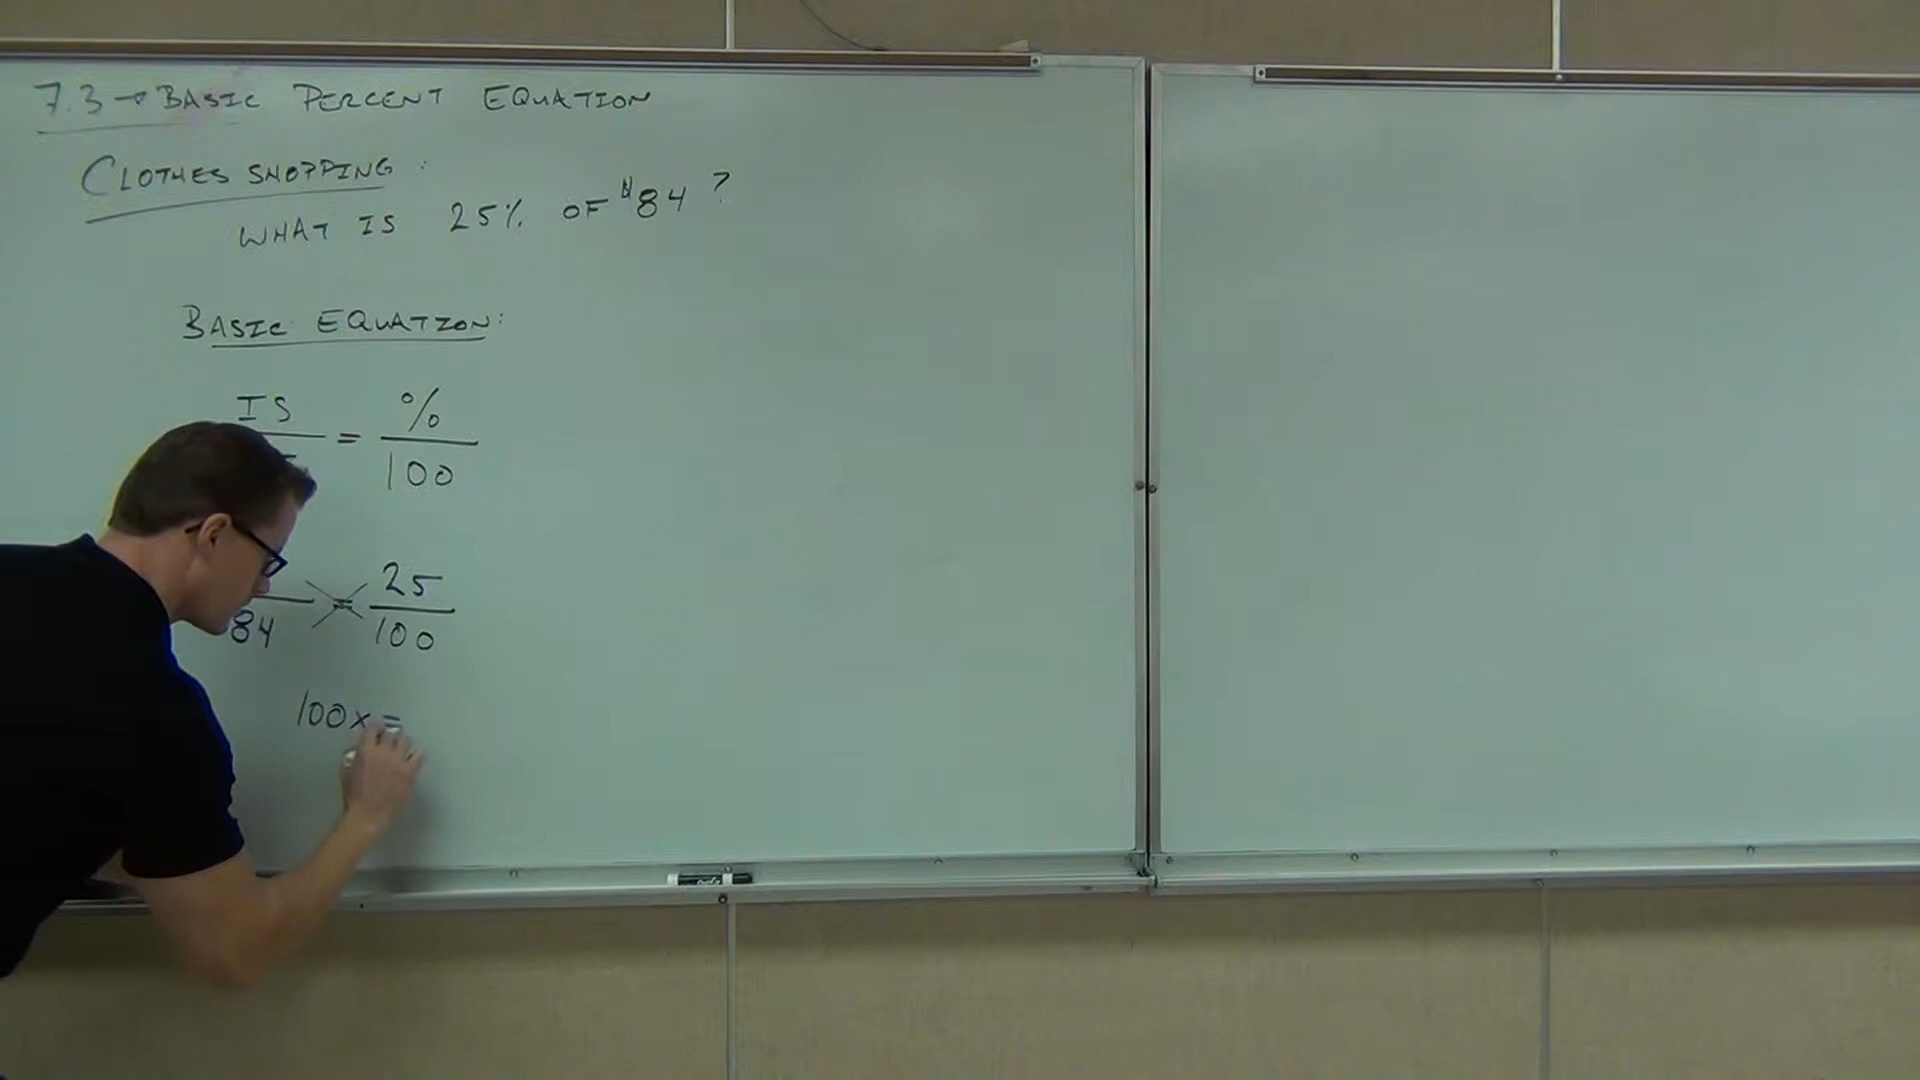 7.3 → BASIC PERCENT EQUATION
CLOTHES SHOPPING:
WHAT IS 25% OF $84?
BASIC EQUATION:
IS = %
100
= 25
84 100
100x =